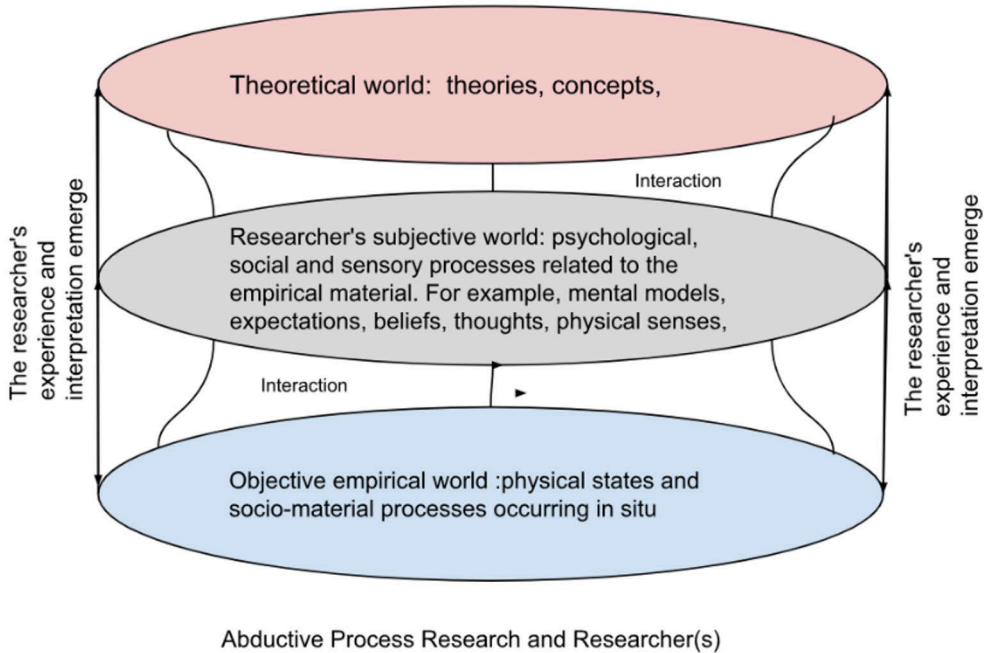 Theoretical world: theories, concepts,
Interaction
Researcher's subjective world: psychological,
social and sensory processes related to the
empirical material. For example, mental models,
expectations, beliefs, thoughts, physical senses,
Interaction
Objective empirical world :physical states and
socio-material processes occurring in situ
The researcher's
experience and
interpretation emerge
The researcher's
experience and
interpretation emerge
Abductive Process Research and Researcher(s)